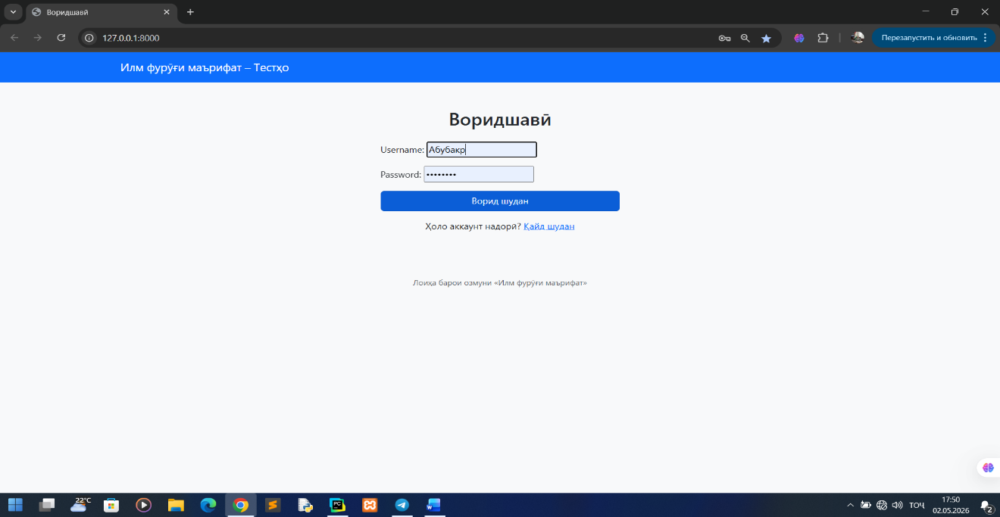 Воридшавӣ
127.0.0.1:8000
Перезапустить и обновить
Илм фурӯғи маърифат – Тестҳо
Воридшавӣ
Username: Абубакр
Password: ••••••••
Ворид шудан
Ҳоло аккаунт надорӣ? Қайд шудан
Лоиҳа барои озмуни «Илм фурӯғи маърифат»
22°C
PC
W
ТОҶ
17:50
02.05.2026
2